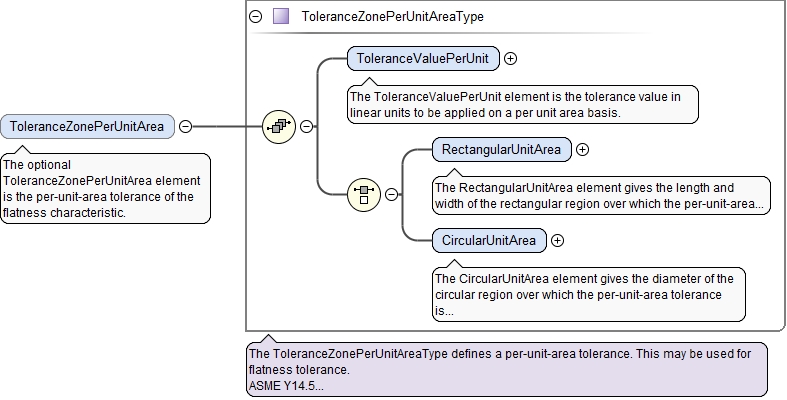 ToleranceZonePerUnitAreaType
ToleranceValuePerUnit
The ToleranceValuePerUnit element is the tolerance value in
linear units to be applied on a per unit area basis.
ToleranceZonePerUnitArea
The optional
ToleranceZonePerUnitArea element
is the per-unit-area tolerance of the
flatness characteristic.
RectangularUnitArea
The RectangularUnitArea element gives the length and
width of the rectangular region over which the per-unit-area...
CircularUnitArea
The CircularUnitArea element gives the diameter of the
circular region over which the per-unit-area tolerance
is...
The ToleranceZonePerUnitAreaType defines a per-unit-area tolerance. This may be used for
flatness tolerance.
ASME Y14.5...